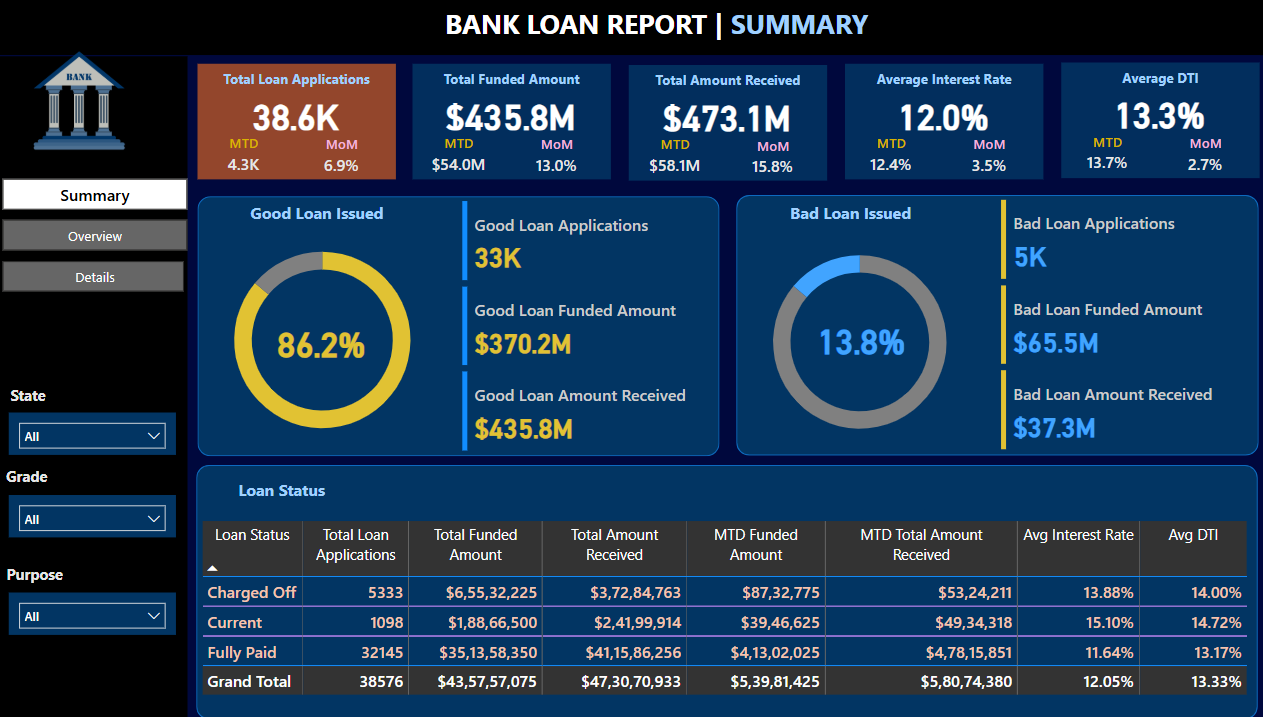 BANK LOAN REPORT | SUMMARY
BANK
Summary
Overview
Details
State
All
Grade
All
Purpose
All
Total Loan Applications
38.6K
MTD MoM
4.3K 6.9%
Total Funded Amount
$435.8M
MTD MoM
$54.0M 13.0%
Total Amount Received
$473.1M
MTD MoM
$58.1M 15.8%
Average Interest Rate
12.0%
MTD MoM
12.4% 3.5%
Average DTI
13.3%
MTD MoM
13.7% 2.7%
Good Loan Issued
86.2%
Good Loan Applications
33K
Good Loan Funded Amount
$370.2M
Good Loan Amount Received
$435.8M
Bad Loan Issued
13.8%
Bad Loan Applications
5K
Bad Loan Funded Amount
$65.5M
Bad Loan Amount Received
$37.3M
Loan Status
Loan Status Total Loan Total Funded Total Amount MTD Funded MTD Total Amount Avg Interest Rate Avg DTI
Applications Amount Received Amount Received
Charged Off 5333 $6,55,32,225 $3,72,84,763 $87,32,775 $53,24,211 13.88% 14.00%
Current 1098 $1,88,66,500 $2,41,99,914 $39,46,625 $49,34,318 15.10% 14.72%
Fully Paid 32145 $35,13,58,350 $41,15,86,256 $4,13,02,025 $4,78,15,851 11.64% 13.17%
Grand Total 38576 $43,57,57,075 $47,30,70,933 $5,39,81,425 $5,80,74,380 12.05% 13.33%